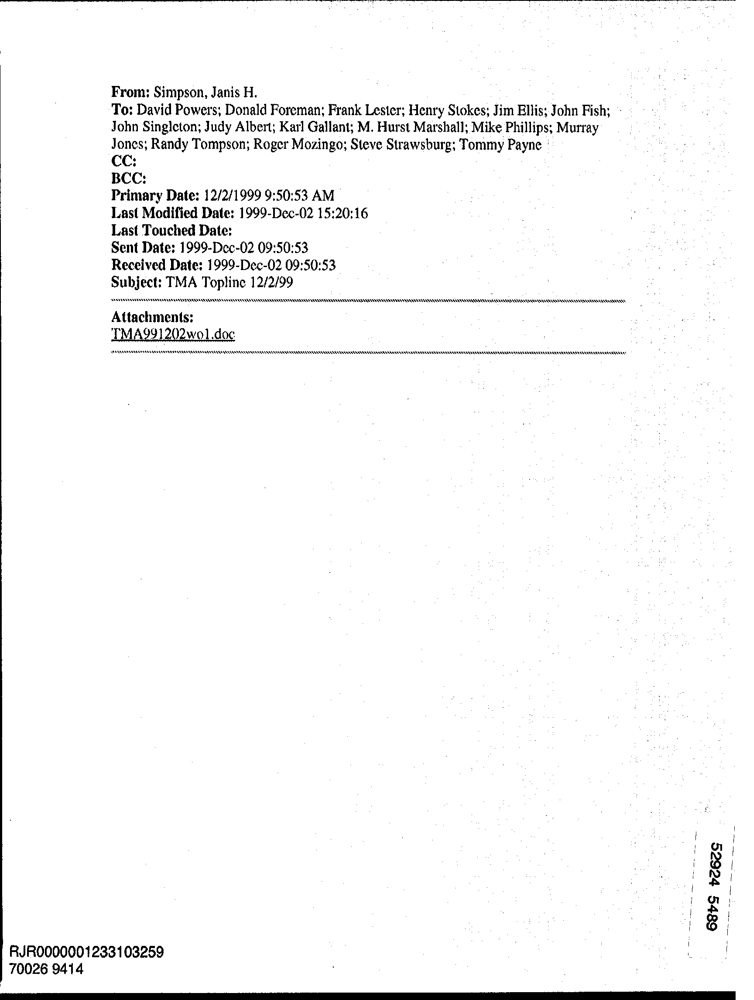 From: Simpson, Janis H.
To: David Powers; Donald Foreman; Frank Lester; Henry Stokes; Jim Ellis; John Fish;
John Singleton; Judy Albert; Karl Gallant; M. Hurst Marshall; Mike Phillips; Murray
Jones; Randy Tompson; Roger Mozingo; Steve Strawsburg; Tommy Payne
CC:
BCC:
Primary Date: 12/2/1999 9:50:53 AM
Last Modified Date: 1999-Dec-02 15:20:16
Last Touched Date:
Sent Date: 1999-Dec-02 09:50:53
Received Date: 1999-Dec-02 09:50:53
Subject: TMA Topline 12/2/99
Attachments:
TMA991202wo1.doc
52924 5489
RJR0000001233103259
70026 9414